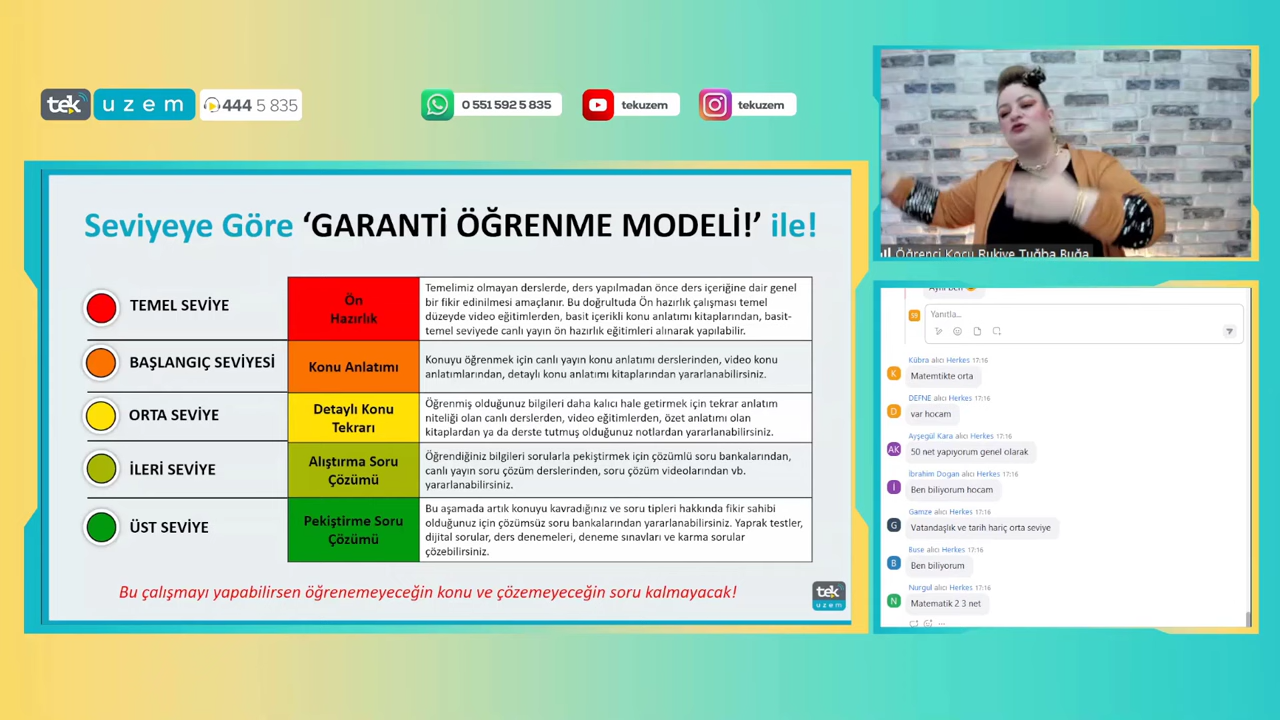 tek uzem 444 5 835
0 551 592 5 835
tekuzem
tekuzem
Seviyeye Göre ‘GARANTİ ÖĞRENME MODELİ!’ ile!
TEMEL SEVİYE
Ön
Hazırlık
Temelimiz olmayan derslerde, ders yapılmadan önce ders içeriğine dair genel
bir fikir edinilmesi amaçlanır. Bu doğrultuda Ön hazırlık çalışması temel
düzeyde video eğitimlerden, basit içerikli konu anlatımı kitaplarından, basit-
temel seviyede canlı yayın ön hazırlık eğitimleri alınarak yapılabilir.
BAŞLANGIÇ SEVİYESİ
Konu Anlatımı
Konuyu öğrenmek için canlı yayın konu anlatımı derslerinden, video konu
anlatımlarından, detaylı konu anlatımı kitaplarından yararlanabilirsiniz.
ORTA SEVİYE
Detaylı Konu
Tekrarı
Öğrenmiş olduğunuz bilgileri daha kalıcı hale getirmek için tekrar anlatım
niteliği olan canlı derslerden, video eğitimlerden, özet anlatımı olan
kitaplardan ya da derste tutmuş olduğunuz notlardan yararlanabilirsiniz.
İLERİ SEVİYE
Alıştırma Soru
Çözümü
Öğrendiğiniz bilgileri sorularla pekiştirmek için çözümlü soru bankalarından,
canlı yayın soru çözüm derslerinden, soru çözüm videolarından vb.
yararlanabilirsiniz.
ÜST SEVİYE
Pekiştirme Soru
Çözümü
Bu aşamada artık konuyu kavradığınız ve soru tipleri hakkında fikir sahibi
olduğunuz için çözümsüz soru bankalarından yararlanabilirsiniz. Yaprak testler,
dijital sorular, ders denemeleri, deneme sınavları ve karma sorular
çözebilirsiniz.
Bu çalışmayı yapabilirsen öğrenemeyeceğin konu ve çözemeyeceğin soru kalmayacak!
tek
uzem
Öğrenci Koçu Rukiye Tuğba Buğa
Yanıtla...
Kübra alıcı Herkes 17:16
K
Matemtikte orta
DEFNE alıcı Herkes 17:16
D
var hocam
Ayşegül Kara alıcı Herkes 17:16
AK
50 net yapıyorum genel olarak
İbrahim Dogan alıcı Herkes 17:16
I
Ben biliyorum hocam
Gamze alıcı Herkes 17:16
G
Vatandaşlık ve tarih hariç orta seviye
Buse alıcı Herkes 17:16
B
Ben biliyorum
Nurgul alıcı Herkes 17:16
N
Matematik 2 3 net